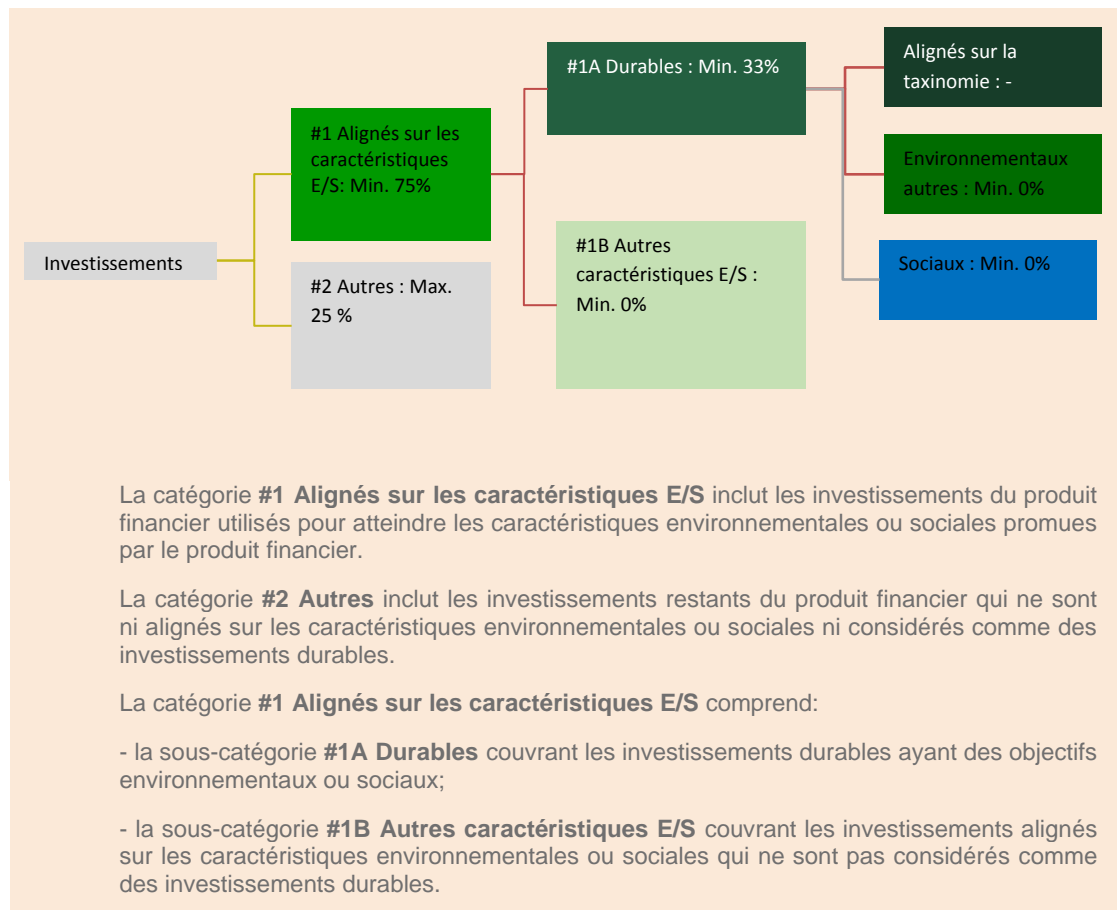 Investissements
#1 Alignés sur les
caractéristiques
E/S: Min. 75%
#2 Autres : Max.
25 %
#1A Durables : Min. 33%
#1B Autres
caractéristiques E/S :
Min. 0%
Alignés sur la
taxinomie : -
Environnementaux
autres : Min. 0%
Sociaux : Min. 0%
La catégorie #1 Alignés sur les caractéristiques E/S inclut les investissements du produit
financier utilisés pour atteindre les caractéristiques environnementales ou sociales promues
par le produit financier.
La catégorie #2 Autres inclut les investissements restants du produit financier qui ne sont
ni alignés sur les caractéristiques environnementales ou sociales ni considérés comme des
investissements durables.
La catégorie #1 Alignés sur les caractéristiques E/S comprend:
- la sous-catégorie #1A Durables couvrant les investissements durables ayant des objectifs
environnementaux ou sociaux;
- la sous-catégorie #1B Autres caractéristiques E/S couvrant les investissements alignés
sur les caractéristiques environnementales ou sociales qui ne sont pas considérés comme
des investissements durables.